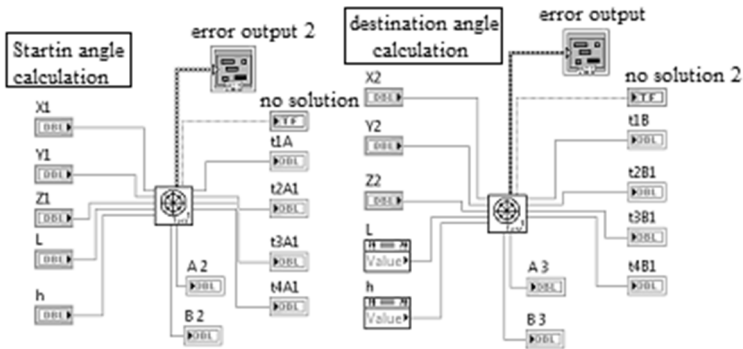 error output 2
Startin angle
calculation
X1
DBL
no solution
TF
Y1
DBL
t1A
DBL
Z1
DBL
t2A1
DBL
L
DBL
t3A1
DBL
A 2
DBL
h
DBL
t4A1
DBL
B 2
DBL
error output
destination angle
calculation
X2
DBL
no solution 2
TF
Y2
DBL
t1B
DBL
Z2
DBL
t2B1
DBL
L
Value
t3B1
DBL
A 3
DBL
h
Value
t4B1
DBL
B 3
DBL